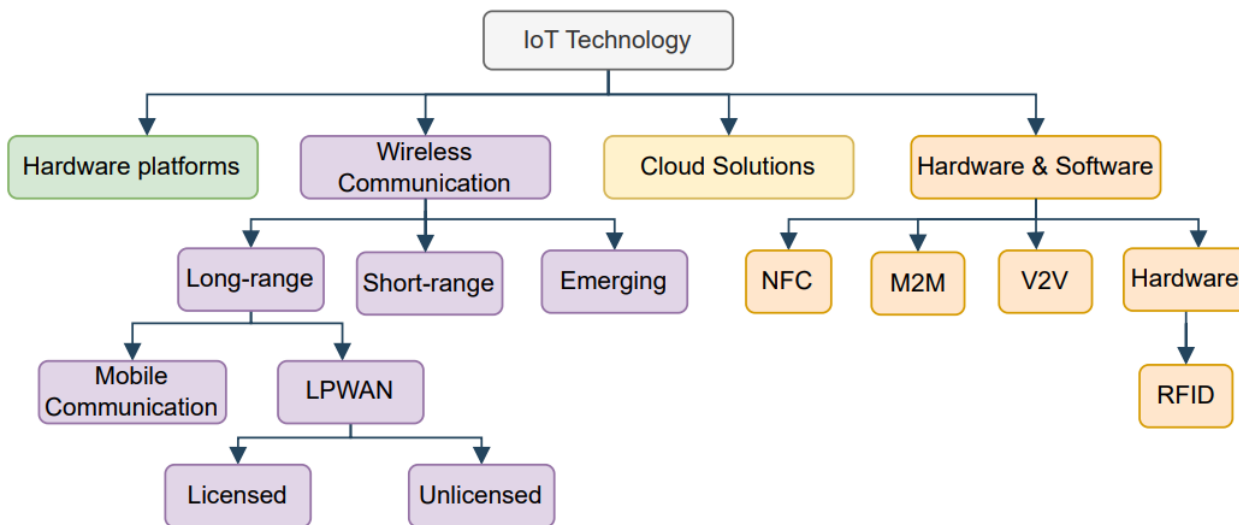 IoT Technology
Hardware platforms
Wireless
Communication
Cloud Solutions
Hardware & Software
Long-range
Short-range
Emerging
NFC
M2M
V2V
Hardware
Mobile
Communication
LPWAN
RFID
Licensed
Unlicensed